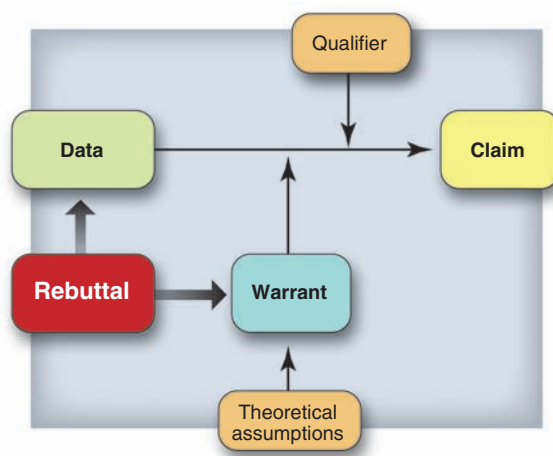 Qualifier
Data
Claim
Rebuttal
Warrant
Theoretical
assumptions